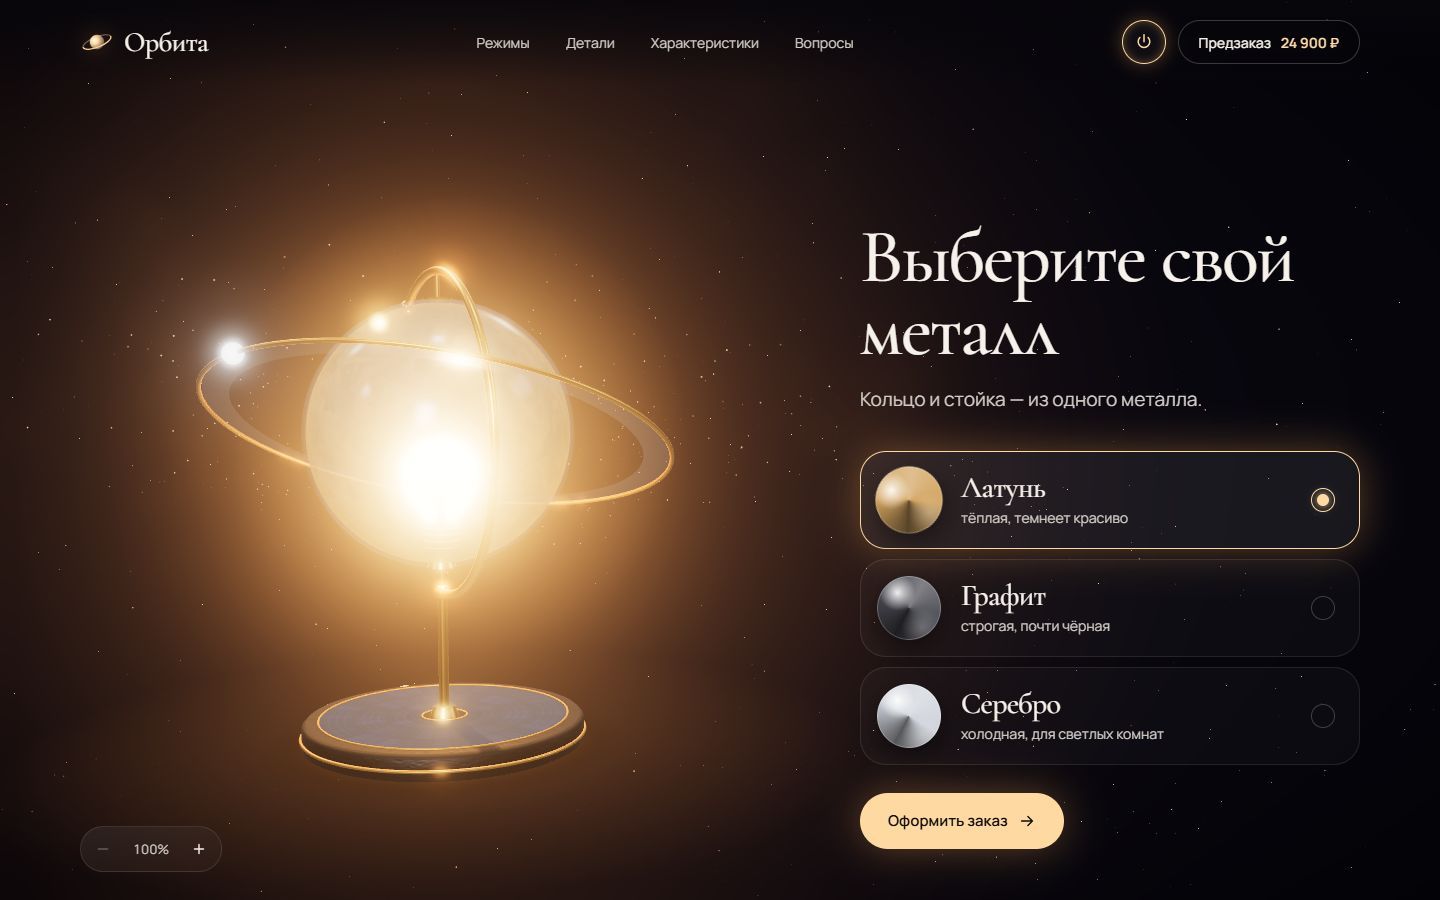 Орбита
Режимы
Детали
Характеристики
Вопросы
Предзаказ 24 900 ₽
Выберите свой
металл
Кольцо и стойка — из одного металла.
Латунь
тёплая, темнеет красиво
Графит
строгая, почти чёрная
Серебро
холодная, для светлых комнат
Оформить заказ →
− 100% +